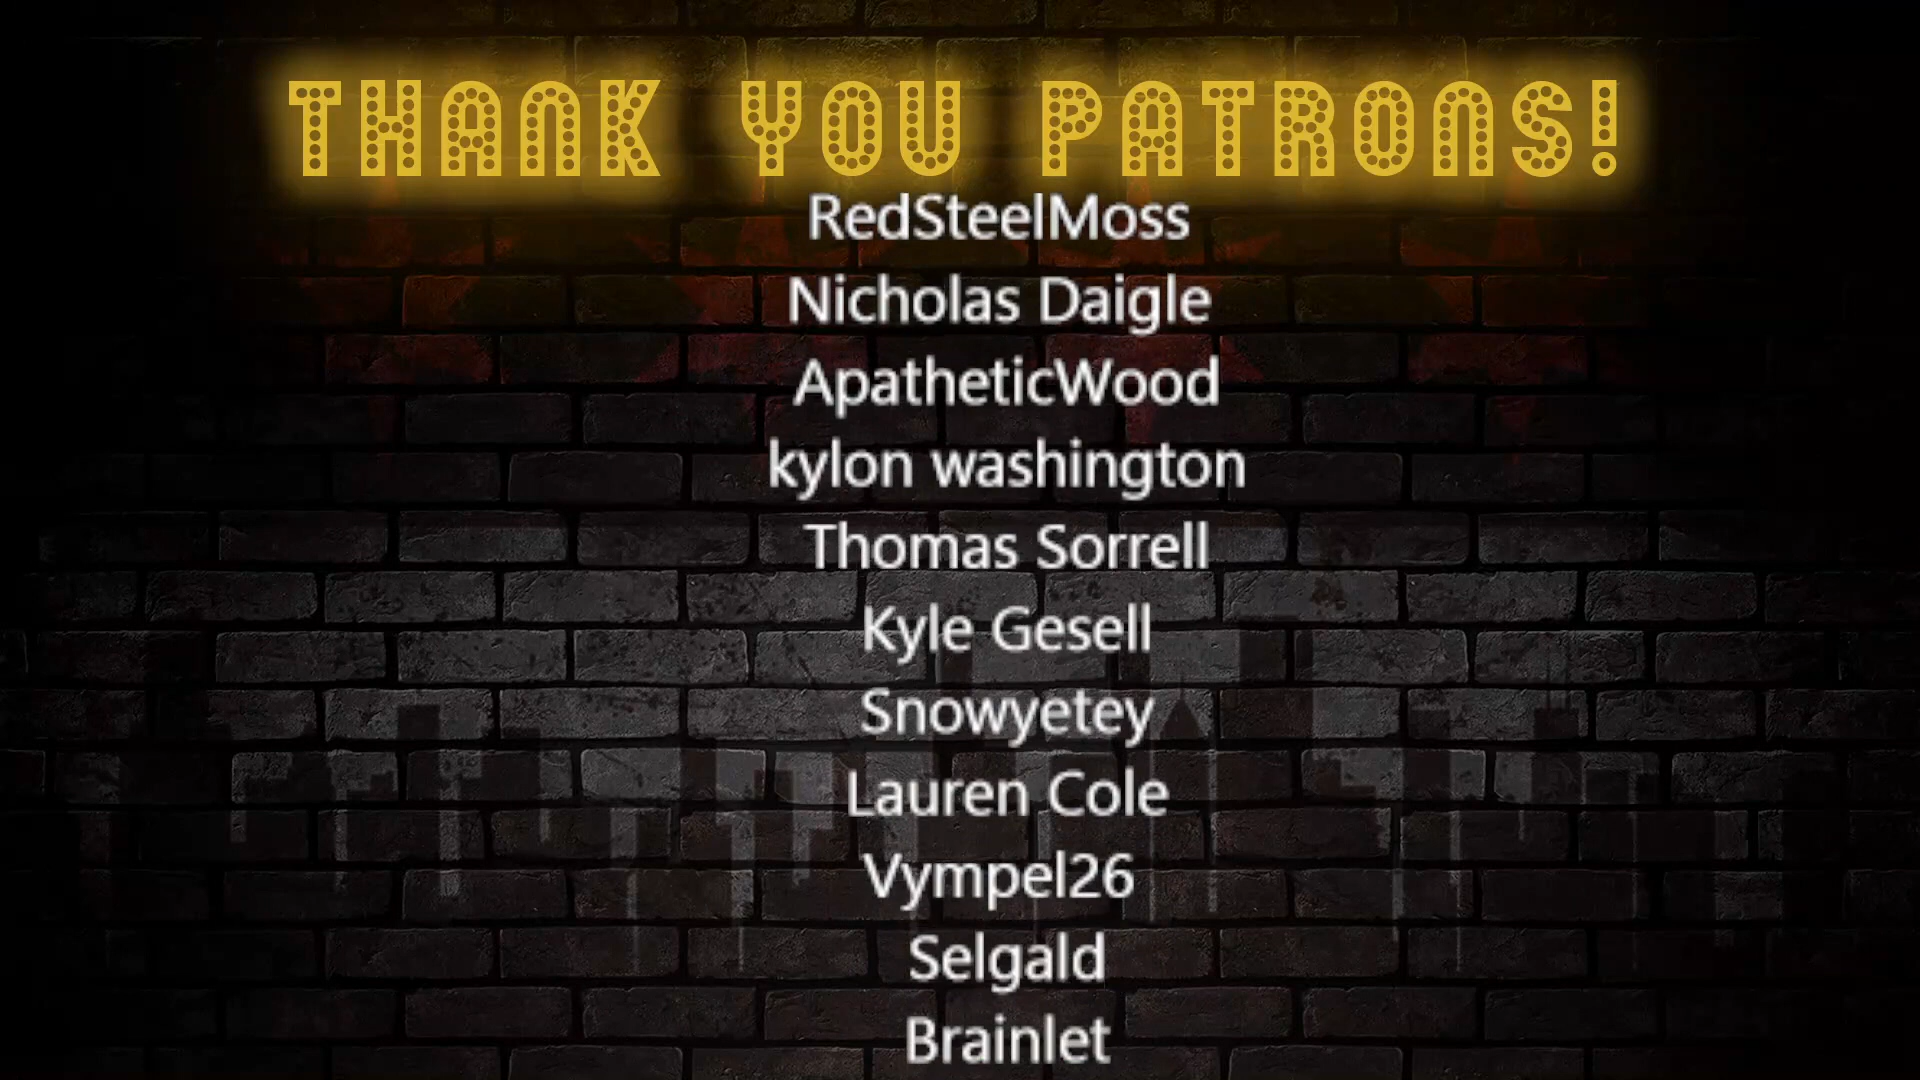 THANK YOU PATRONS!
RedSteelMoss
Nicholas Daigle
ApatheticWood
kylon washington
Thomas Sorrell
Kyle Gesell
Snowyetey
Lauren Cole
Vympel26
Selgald
Brainlet